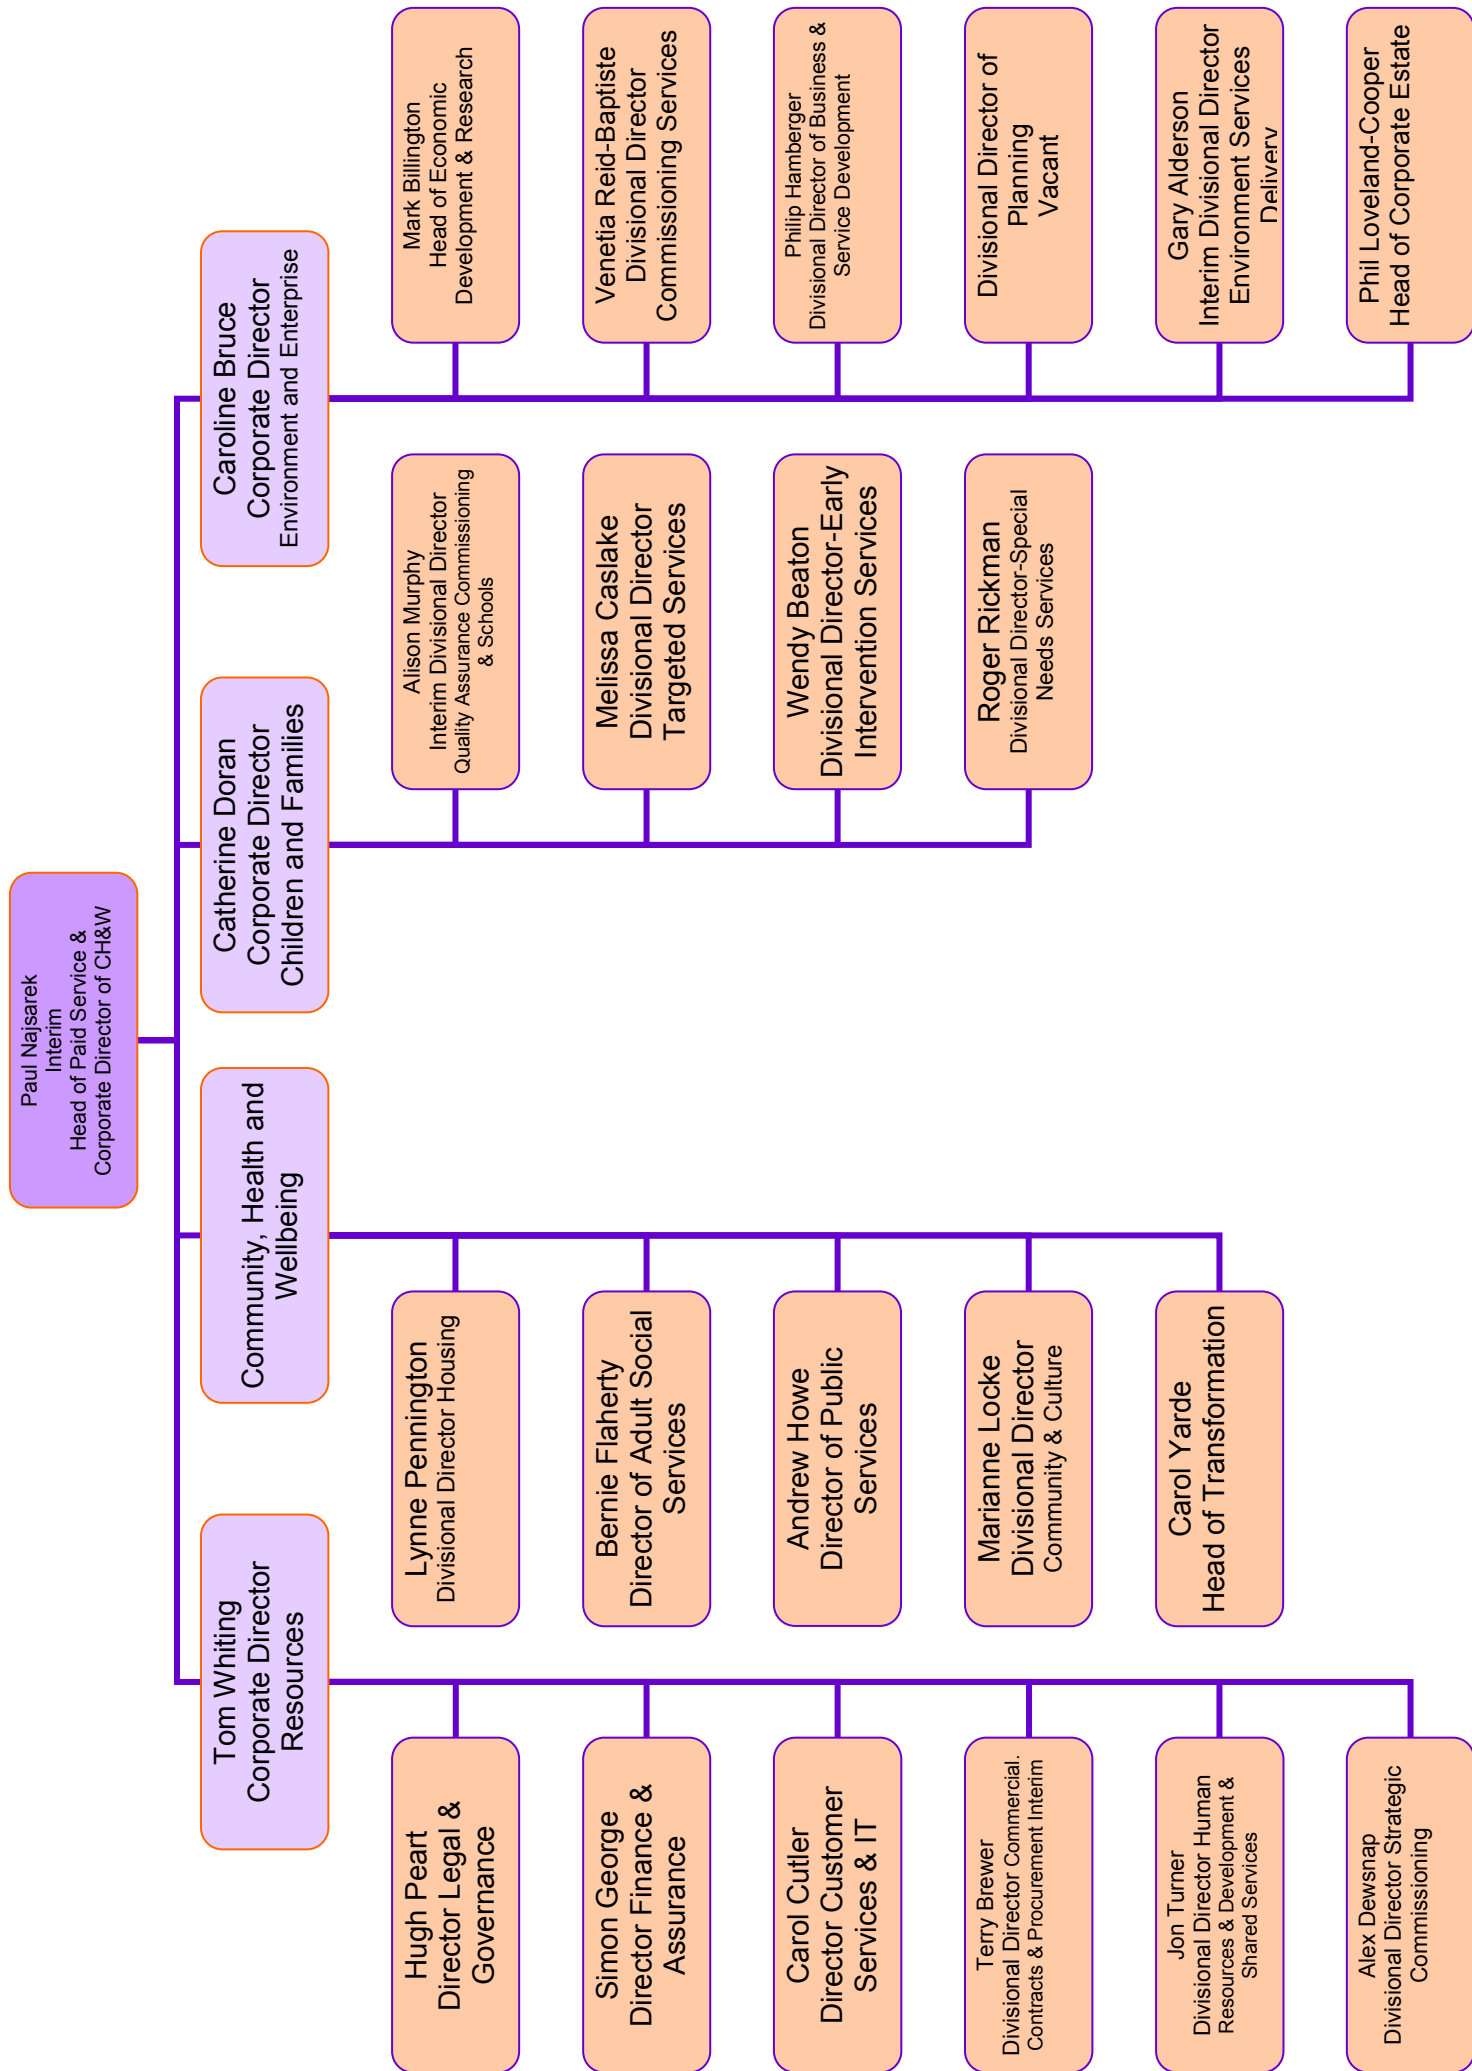 Paul Najsarek
Interim
Head of Paid Service &
Corporate Director of CH&W
Tom Whiting
Corporate Director
Resources
Community, Health and
Wellbeing
Catherine Doran
Corporate Director
Children and Families
Caroline Bruce
Corporate Director
Environment and Enterprise
Hugh Peart
Director Legal &
Governance
Simon George
Director Finance &
Assurance
Carol Cutler
Director Customer
Services & IT
Terry Brewer
Divisional Director Commercial.
Contracts & Procurement Interim
Jon Turner
Divisional Director Human
Resources & Development &
Shared Services
Alex Dewsnap
Divisional Director Strategic
Commissioning
Lynne Pennington
Divisional Director Housing
Bernie Flaherty
Director of Adult Social
Services
Andrew Howe
Director of Public
Services
Marianne Locke
Divisional Director
Community & Culture
Carol Yarde
Head of Transformation
Alison Murphy
Interim Divisional Director
Quality Assurance Commissioning
& Schools
Melissa Caslake
Divisional Director
Targeted Services
Wendy Beaton
Divisional Director-Early
Intervention Services
Roger Rickman
Divisional Director-Special
Needs Services
Mark Billington
Head of Economic
Development & Research
Venetia Reid-Baptiste
Divisional Director
Commissioning Services
Philip Hamberger
Divisional Director of Business &
Service Development
Divisional Director of
Planning
Vacant
Gary Alderson
Interim Divisional Director
Environment Services
Delivery
Phil Loveland-Cooper
Head of Corporate Estate